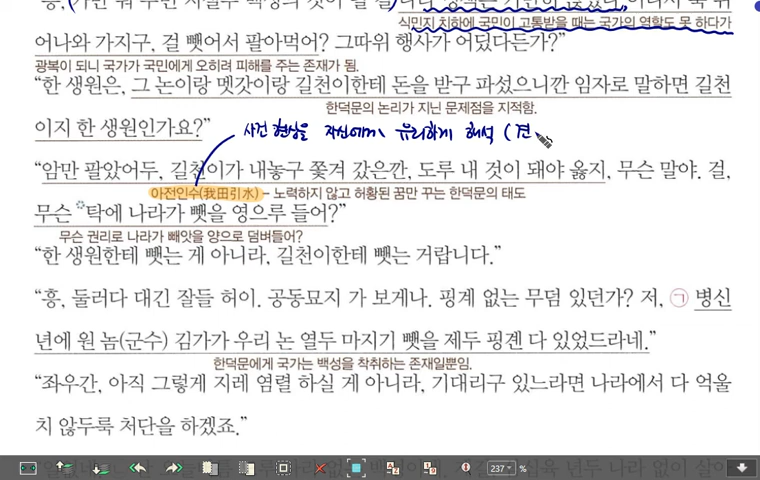 식민지 치하에 국민이 고통받을 때는 국가의 역할도 못 하다가
어나와 가지구, 걸 뺏어서 팔아먹어? 그따위 행사가 어딨다든가?”
광복이 되니 국가가 국민에게 오히려 피해를 주는 존재가 됨.
“한 생원은, 그 논이랑 멧갓이랑 길천이한테 돈을 받구 파셨으니깐 임자로 말하면 길천
한덕문의 논리가 지닌 문제점을 지적함.
이지 한 생원인가요?”
사건 현상을 자신에게 유리하게 해석 (견
“암만 팔았어두, 길천이가 내놓구 쫓겨 갔은깐, 도루 내 것이 돼야 옳지, 무슨 말야. 걸,
아전인수(我田引水) – 노력하지 않고 허황된 꿈만 꾸는 한덕문의 태도
무슨 탁에 나라가 뺏을 영으루 들어?”
무슨 권리로 나라가 빼앗을 양으로 덤벼들어?
“한 생원한테 뺏는 게 아니라, 길천이한테 뺏는 거랍니다.”
“흥, 둘러다 대긴 잘들 허이. 공동묘지 가 보게나. 핑계 없는 무덤 있던가? 저, ㉠ 병신
년에 원 놈(군수) 김가가 우리 논 열두 마지기 뺏을 제두 핑곈 다 있었드라네.”
한덕문에게 국가는 백성을 착취하는 존재일뿐임.
“좌우간, 아직 그렇게 지레 염렬 하실 게 아니라, 기대리구 있느라면 나라에서 다 억울
치 않두룩 처단을 하겠죠.”
237 %